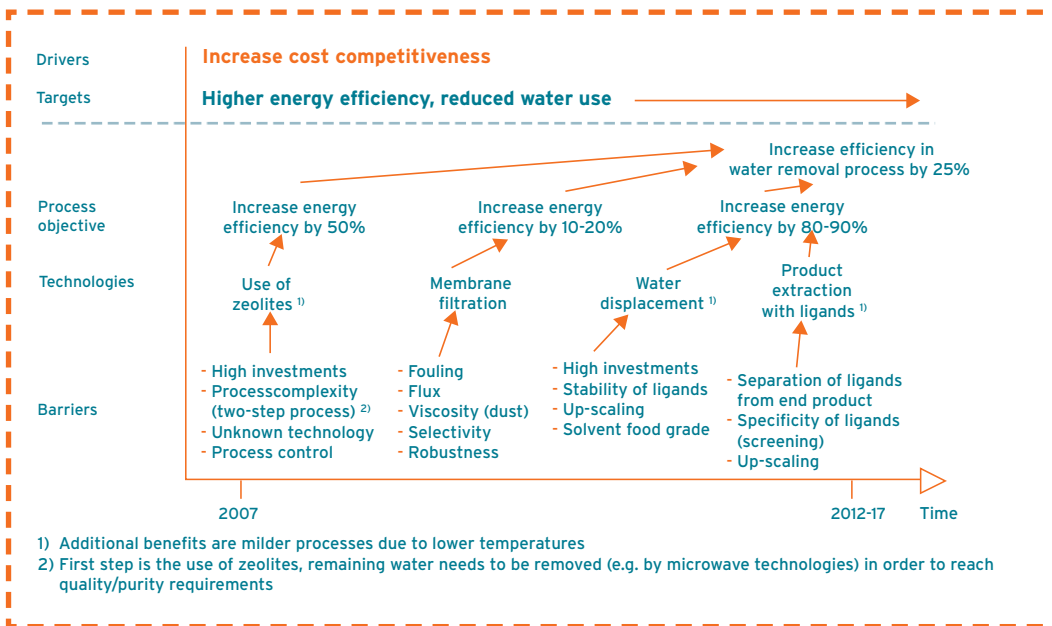 Drivers
Increase cost competitiveness
Targets
Higher energy efficiency, reduced water use
Increase efficiency in
water removal process by 25%
Process
objective
Increase energy
efficiency by 50%
Increase energy
efficiency by 10-20%
Increase energy
efficiency by 80-90%
Technologies
Use of
zeolites 1)
Membrane
filtration
Water
displacement 1)
Product
extraction
with ligands 1)
Barriers
- High investments
- Processcomplexity
(two-step process) 2)
- Unknown technology
- Process control
- Fouling
- Flux
- Viscosity (dust)
- Selectivity
- Robustness
- High investments
- Stability of ligands
- Up-scaling
- Solvent food grade
- Separation of ligands
from end product
- Specificity of ligands
(screening)
- Up-scaling
2007
2012-17
Time
1) Additional benefits are milder processes due to lower temperatures
2) First step is the use of zeolites, remaining water needs to be removed (e.g. by microwave technologies) in order to reach
quality/purity requirements